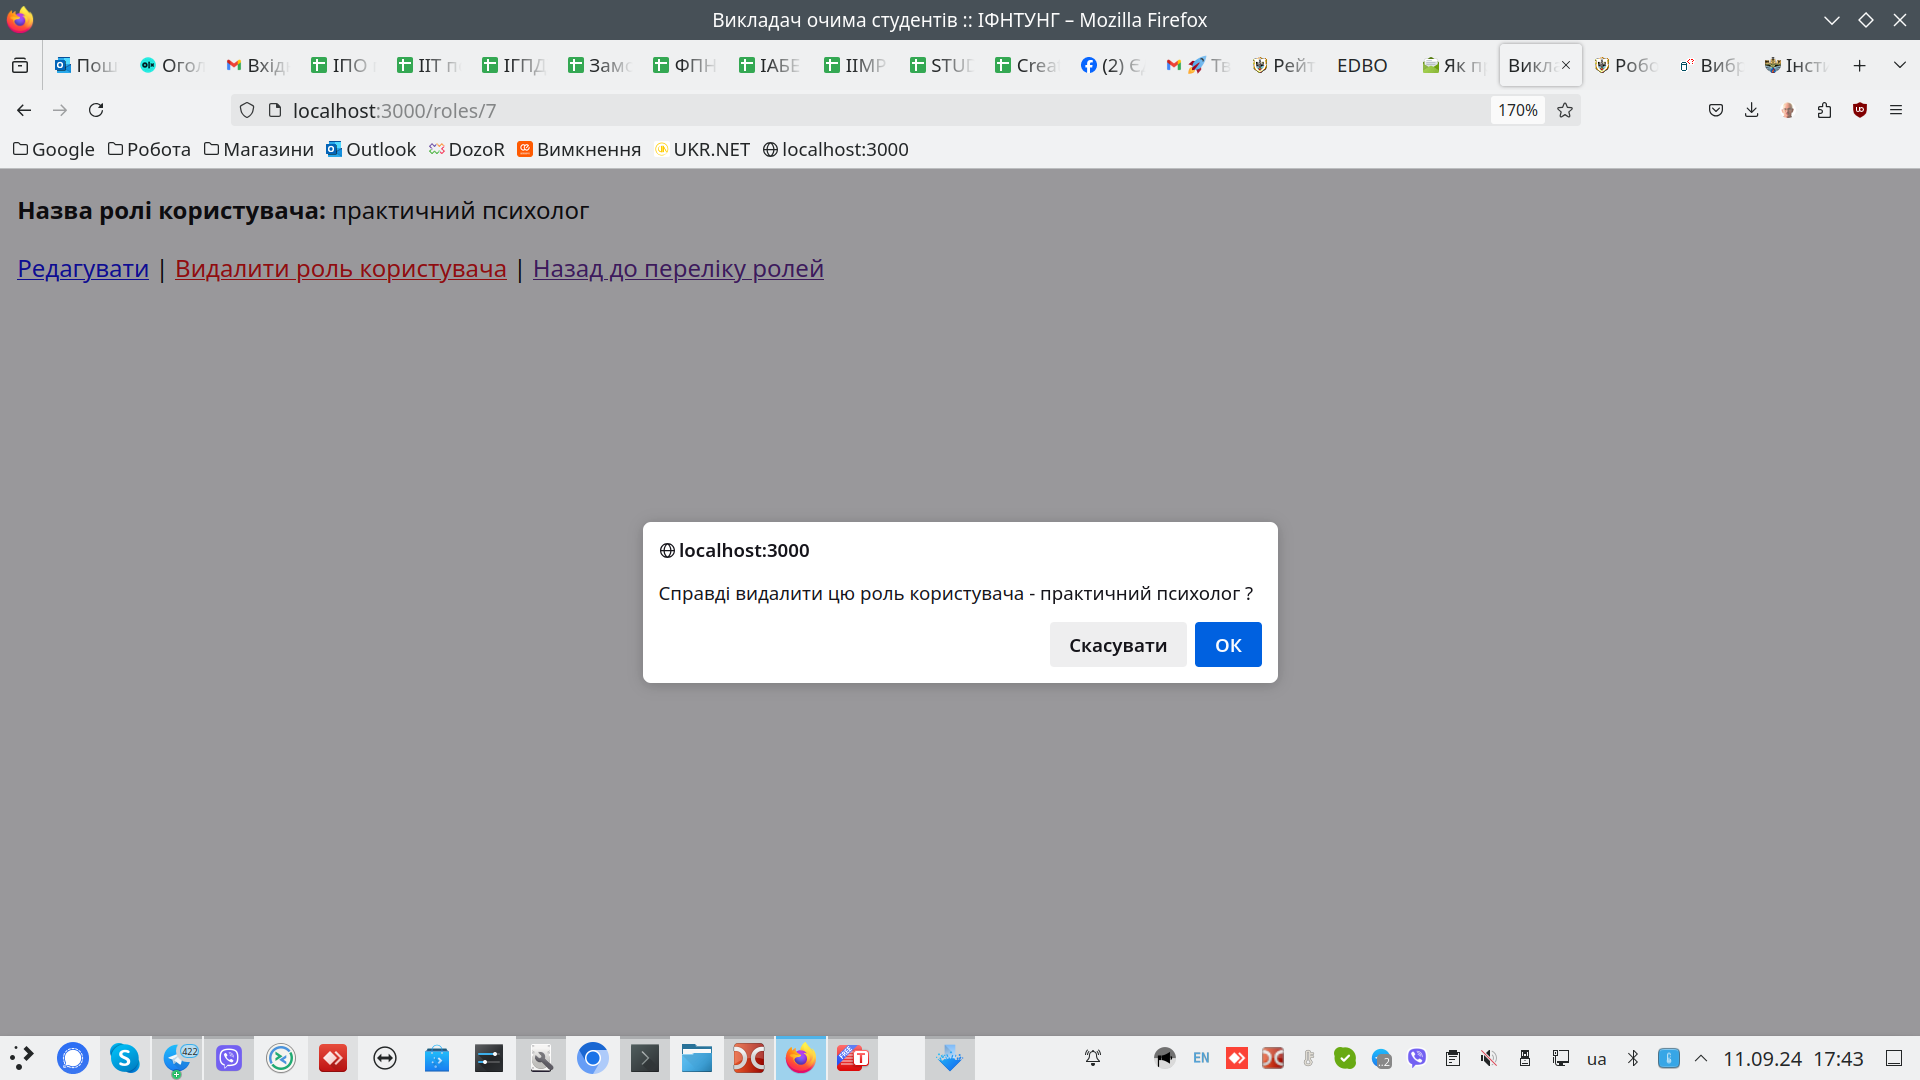 Викладач очима студентів :: ІФНТУНГ – Mozilla Firefox
Пош Огол Вхід ІПО ІІТ п ІГПД Замо ФПН ІАБЕ ІІМР STUD Crea (2) Є Тв Рейт EDBO Як п Викла Робо Вибр Інсти
localhost:3000/roles/7 170%
Google Робота Магазини Outlook DozoR Вимкнення UKR.NET localhost:3000
Назва ролі користувача: практичний психолог
Редагувати | Видалити роль користувача | Назад до переліку ролей
localhost:3000
Справді видалити цю роль користувача - практичний психолог ?
Скасувати OK
422 EN ua 11.09.24 17:43